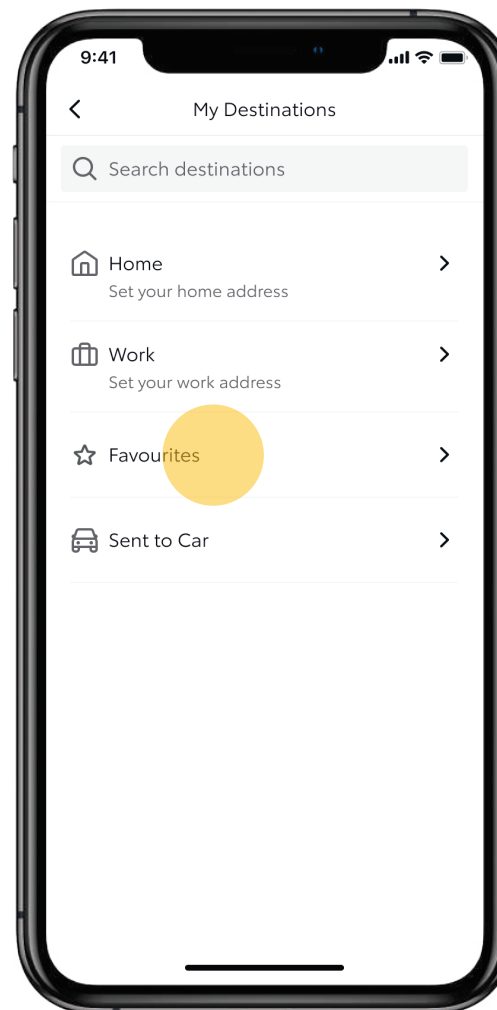 9:41
My Destinations
Search destinations
Home
Set your home address
Work
Set your work address
Favourites
Sent to Car